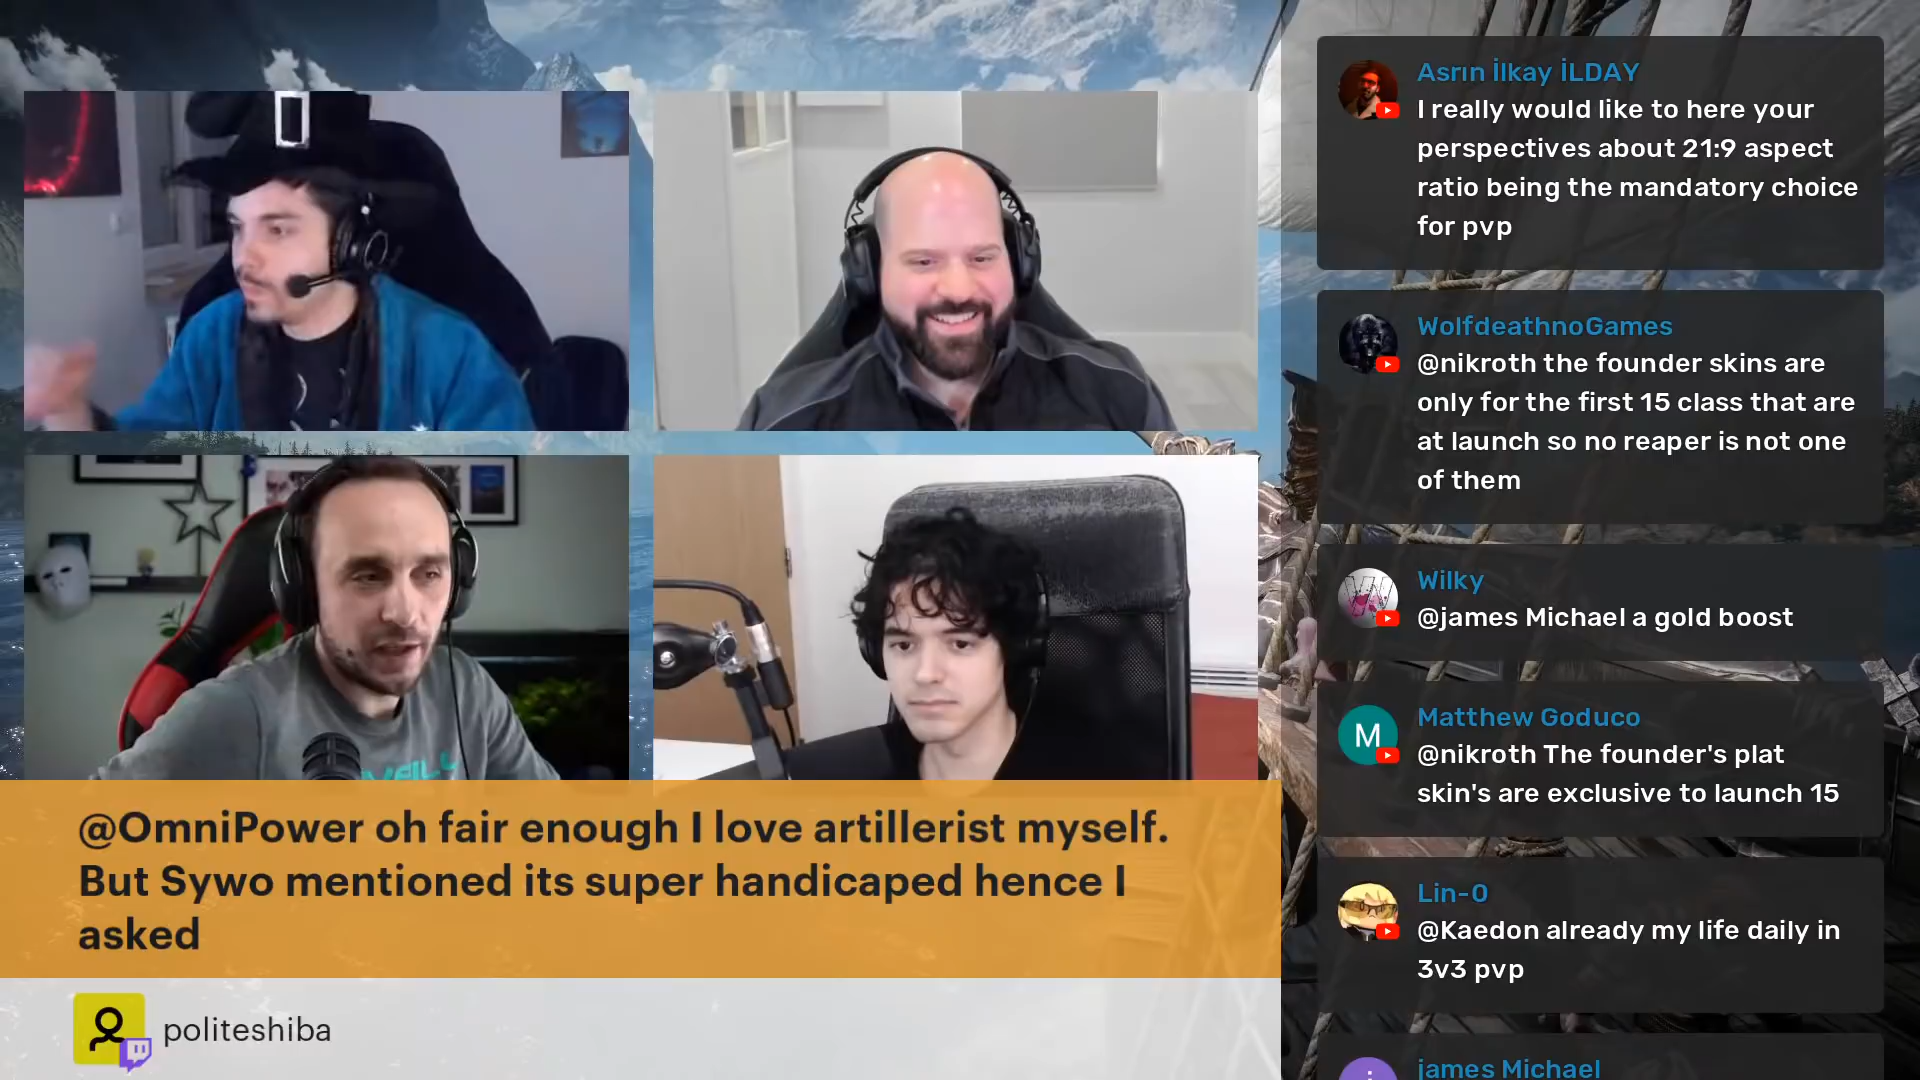 Asrın İlkay İLDAY
I really would like to here your
perspectives about 21:9 aspect
ratio being the mandatory choice
for pvp
WolfdeathnoGames
@nikroth the founder skins are
only for the first 15 class that are
at launch so no reaper is not one
of them
Wilky
@james Michael a gold boost
Matthew Goduco
M
@nikroth The founder's plat
skin's are exclusive to launch 15
Lin-0
@Kaedon already my life daily in
3v3 pvp
james Michael
@OmniPower oh fair enough I love artillerist myself.
But Sywo mentioned its super handicaped hence I
asked
politeshiba